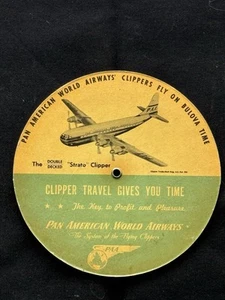 PAN AMERICAN WORLD AIRWAYS' CLIPPERS FLY ON BULOVA TIME
The DOUBLE DECKED "Strato" Clipper
CLIPPER TRAVEL GIVES YOU TIME
The Key to Profit and Pleasure
PAN AMERICAN WORLD AIRWAYS
The System of the Flying Clippers